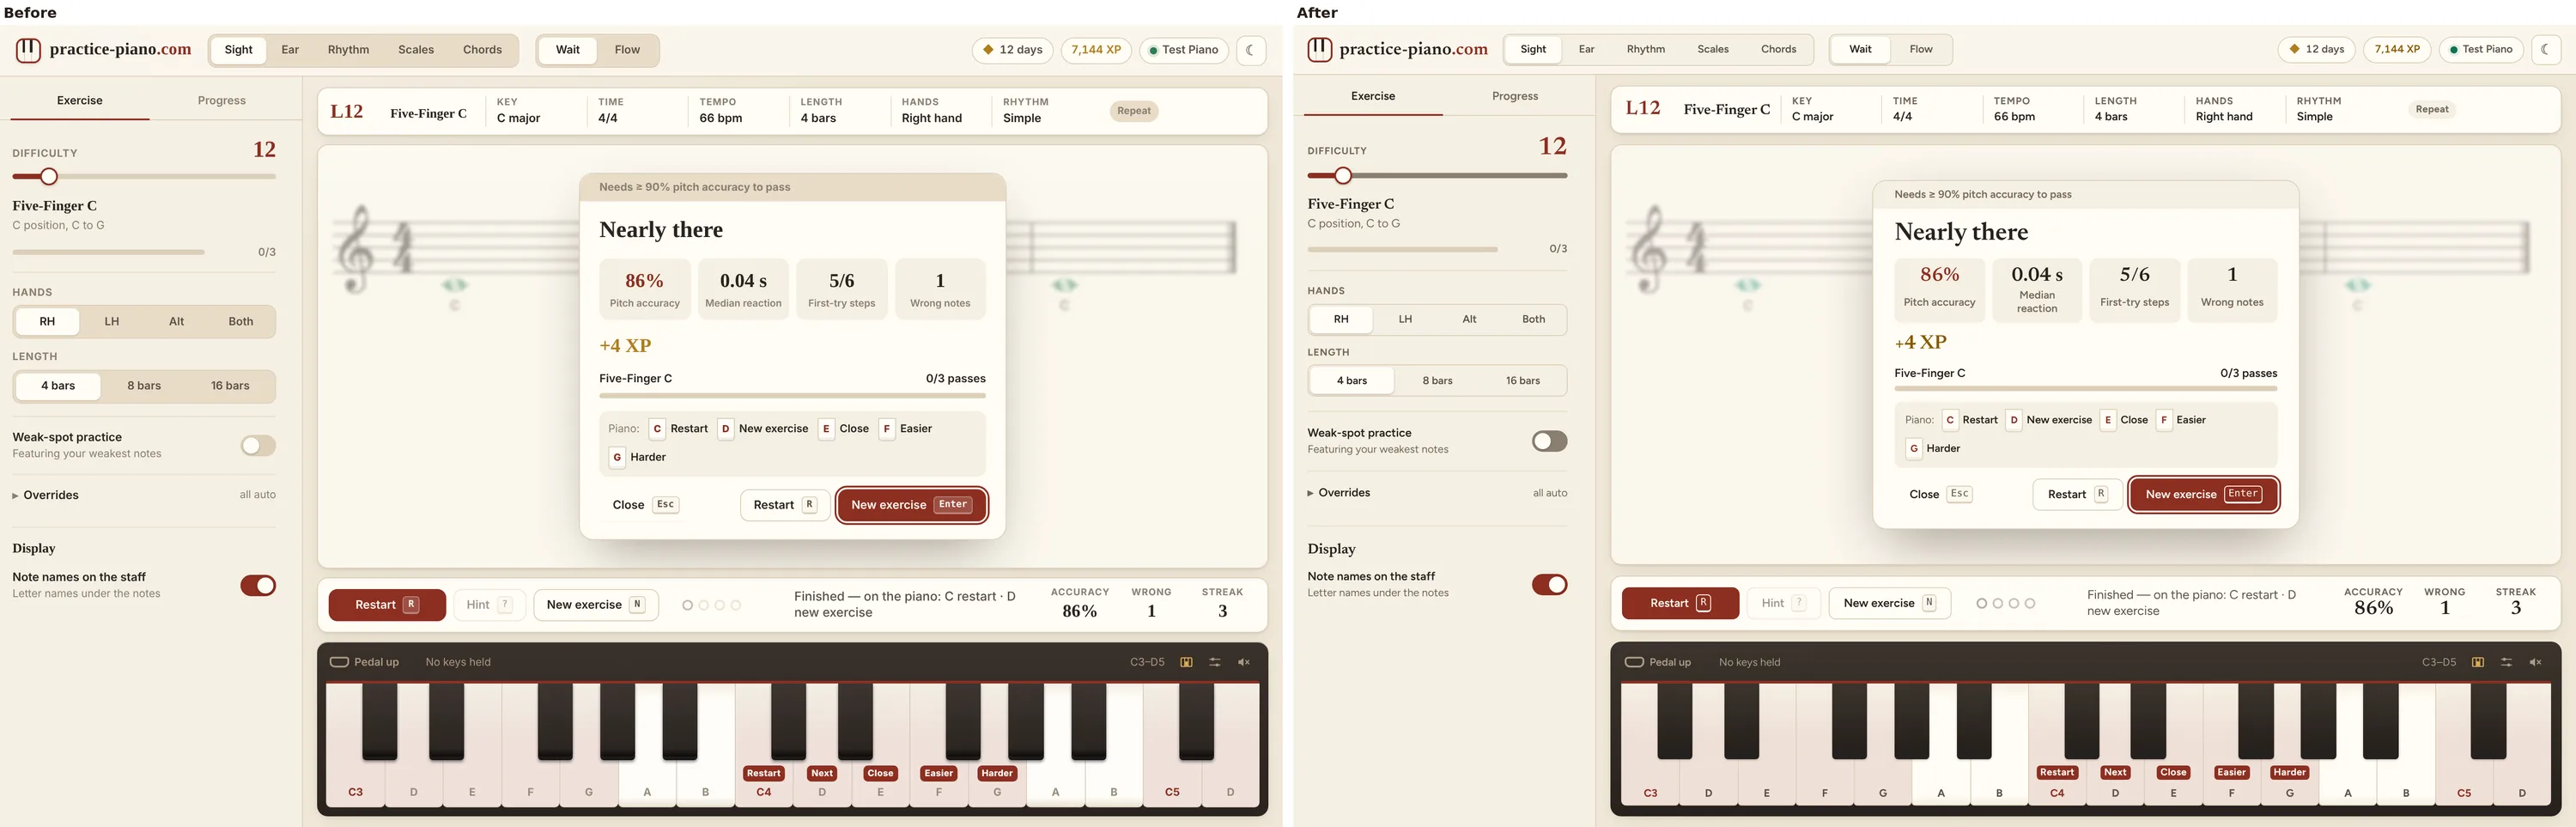 Before
practice-piano.com
Sight Ear Rhythm Scales Chords
Wait Flow
12 days
7,144 XP
Test Piano
Exercise Progress
DIFFICULTY 12
Five-Finger C
C position, C to G
0/3
HANDS
RH LH Alt Both
LENGTH
4 bars 8 bars 16 bars
Weak-spot practice
Featuring your weakest notes
Overrides all auto
Display
Note names on the staff
Letter names under the notes
L12 Five-Finger C
KEY
C major
TIME
4/4
TEMPO
66 bpm
LENGTH
4 bars
HANDS
Right hand
RHYTHM
Simple
Repeat
Needs ≥ 90% pitch accuracy to pass
Nearly there
86%
Pitch accuracy
0.04 s
Median reaction
5/6
First-try steps
1
Wrong notes
+4 XP
Five-Finger C 0/3 passes
Piano: C Restart D New exercise E Close F Easier
G Harder
Close Esc Restart R New exercise Enter
C C
Restart R Hint ? New exercise N
Finished — on the piano: C restart · D
new exercise
ACCURACY
86%
WRONG
1
STREAK
3
Pedal up No keys held C3–D5
Restart Next Close Easier Harder
C3 D E F G A B C4 D E F G A B C5 D
After
practice-piano.com
Sight Ear Rhythm Scales Chords
Wait Flow
12 days
7,144 XP
Test Piano
Exercise Progress
DIFFICULTY 12
Five-Finger C
C position, C to G
0/3
HANDS
RH LH Alt Both
LENGTH
4 bars 8 bars 16 bars
Weak-spot practice
Featuring your weakest notes
Overrides all auto
Display
Note names on the staff
Letter names under the notes
L12 Five-Finger C
KEY
C major
TIME
4/4
TEMPO
66 bpm
LENGTH
4 bars
HANDS
Right hand
RHYTHM
Simple
Repeat
Needs ≥ 90% pitch accuracy to pass
Nearly there
86%
Pitch accuracy
0.04 s
Median
reaction
5/6
First-try steps
1
Wrong notes
+4 XP
Five-Finger C 0/3 passes
Piano: C Restart D New exercise E Close F Easier
G Harder
Close Esc Restart R New exercise Enter
C C
Restart R Hint ? New exercise N
Finished — on the piano: C restart · D
new exercise
ACCURACY
86%
WRONG
1
STREAK
3
Pedal up No keys held C3–D5
Restart Next Close Easier Harder
C3 D E F G A B C4 D E F G A B C5 D